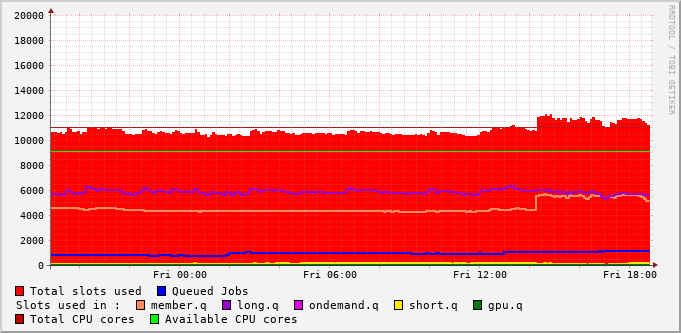 RRDTOOL / TOBI OETIKER
20000
18000
16000
14000
12000
10000
8000
6000
4000
2000
0
Fri 00:00 Fri 06:00 Fri 12:00 Fri 18:00
Total slots used Queued Jobs
Slots used in : member.q long.q ondemand.q short.q gpu.q
Total CPU cores Available CPU cores